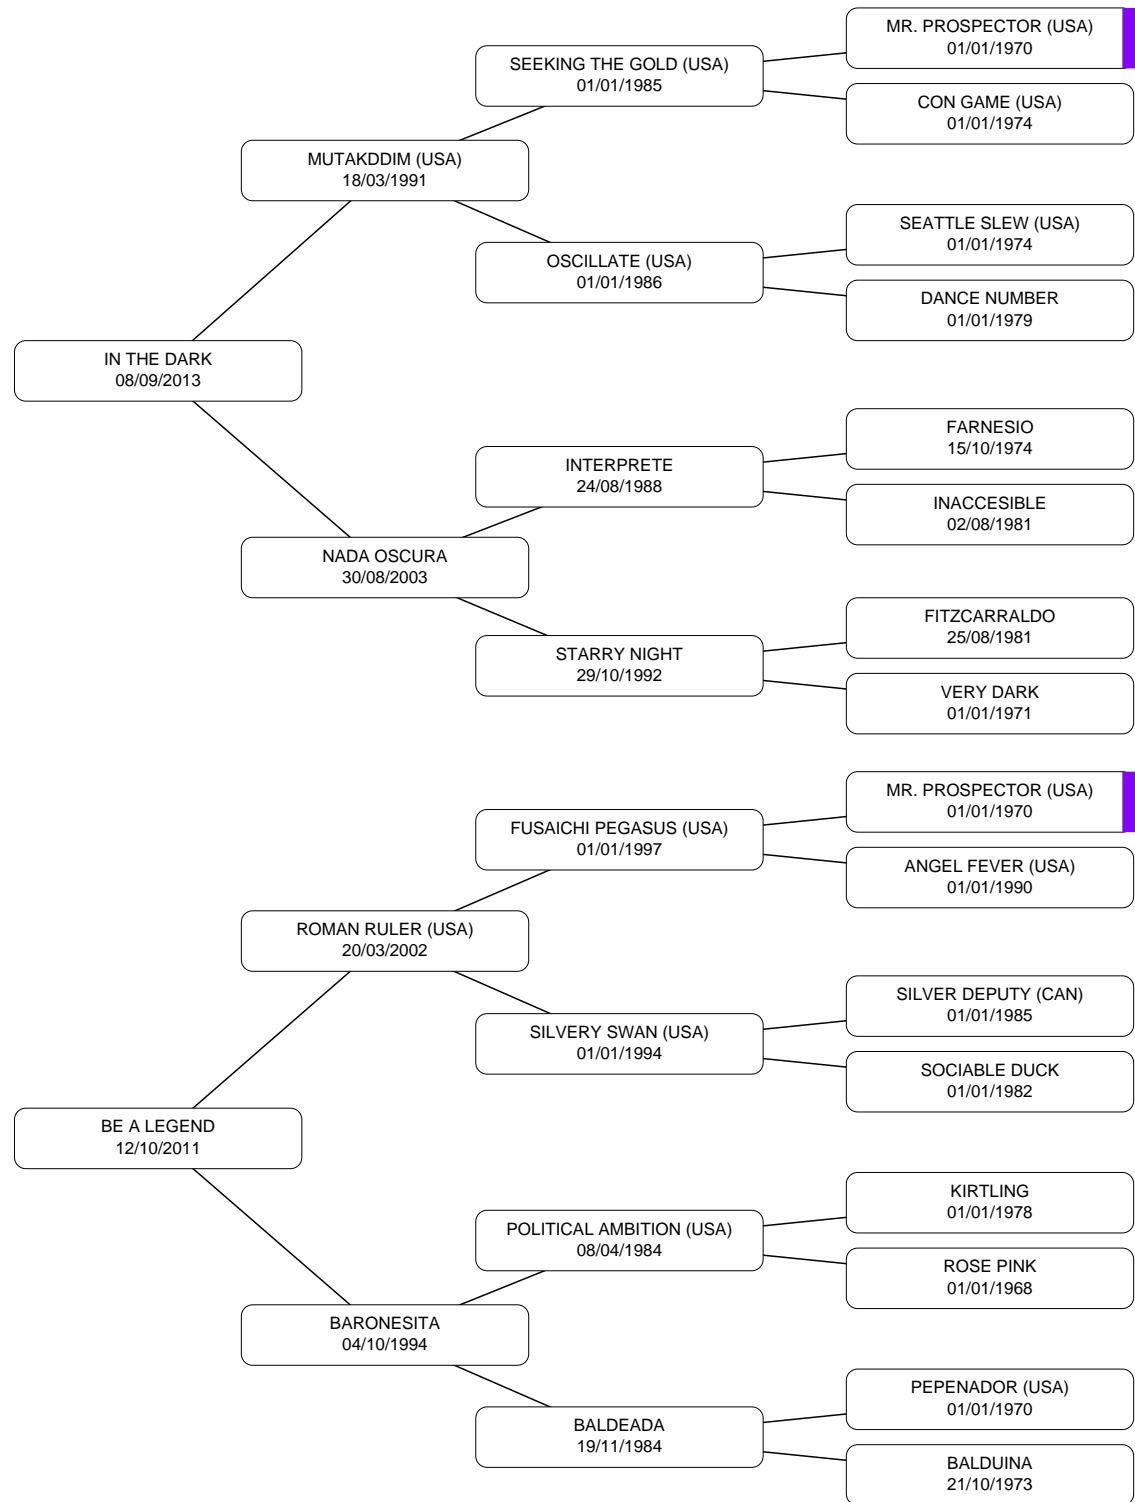 MR. PROSPECTOR (USA)
01/01/1970
SEEKING THE GOLD (USA)
01/01/1985
CON GAME (USA)
01/01/1974
MUTAKDDIM (USA)
18/03/1991
SEATTLE SLEW (USA)
01/01/1974
OSCILLATE (USA)
01/01/1986
DANCE NUMBER
01/01/1979
IN THE DARK
08/09/2013
FARNESIO
15/10/1974
INTERPRETE
24/08/1988
INACCESIBLE
02/08/1981
NADA OSCURA
30/08/2003
FITZCARRALDO
25/08/1981
STARRY NIGHT
29/10/1992
VERY DARK
01/01/1971
MR. PROSPECTOR (USA)
01/01/1970
FUSAICHI PEGASUS (USA)
01/01/1997
ANGEL FEVER (USA)
01/01/1990
ROMAN RULER (USA)
20/03/2002
SILVER DEPUTY (CAN)
01/01/1985
SILVERY SWAN (USA)
01/01/1994
SOCIABLE DUCK
01/01/1982
BE A LEGEND
12/10/2011
KIRTLING
01/01/1978
POLITICAL AMBITION (USA)
08/04/1984
ROSE PINK
01/01/1968
BARONESITA
04/10/1994
PEPENADOR (USA)
01/01/1970
BALDEADA
19/11/1984
BALDUINA
21/10/1973